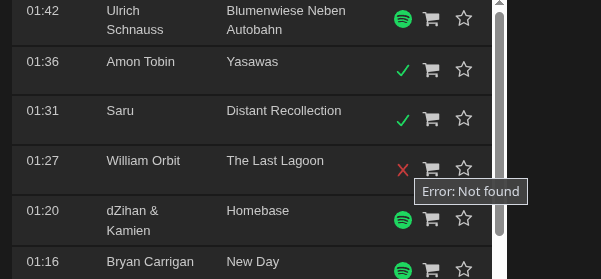 01:42 Ulrich Blumenwiese Neben
Schnauss Autobahn
01:36 Amon Tobin Yasawas
01:31 Saru Distant Recollection
01:27 William Orbit The Last Lagoon
Error: Not found
01:20 dZihan & Homebase
Kamien
01:16 Bryan Carrigan New Day